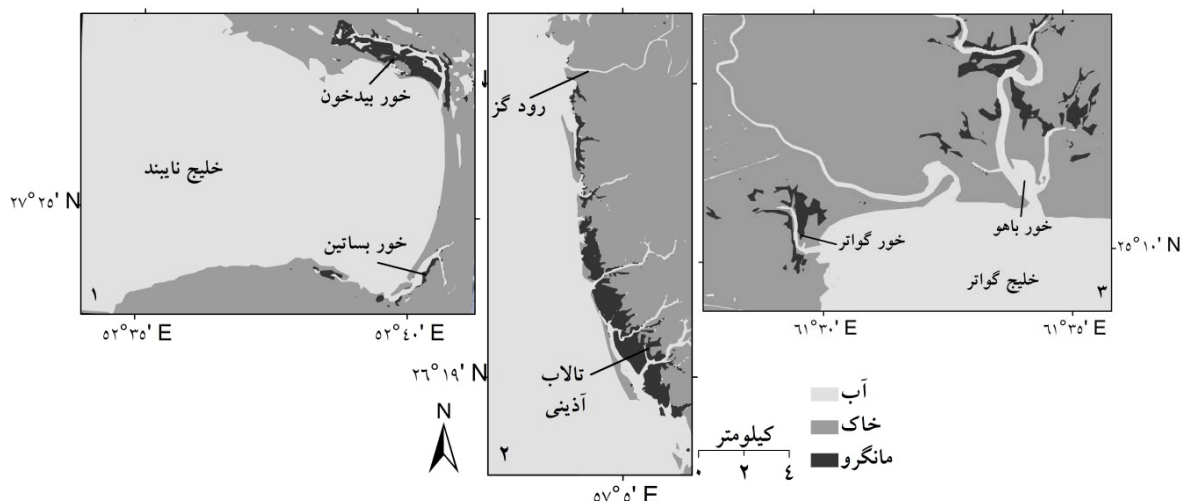 خور بیدخون
خلیج نایبند
۲۷° ۲۵' N
خور بساتین
۱
۵۲° ۳۵' E
۵۲° ۴۰' E
رود گز
۲۶° ۱۹' N
تالاب
آذینی
۲
۵۷° ۵' E
N
خور باهو
خور گواتر
۲۵° ۱۰' N
خلیج گواتر
۳
۶۱° ۳۰' E
۶۱° ۳۵' E
آب
خاک
مانگرو
کیلومتر
۰ ۲ ٤